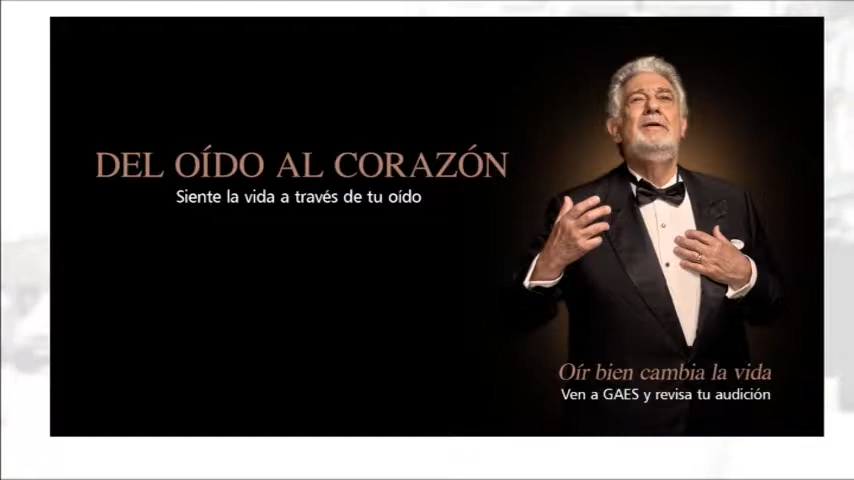 DEL OÍDO AL CORAZÓN
Siente la vida a través de tu oído
Oír bien cambia la vida
Ven a GAES y revisa tu audición